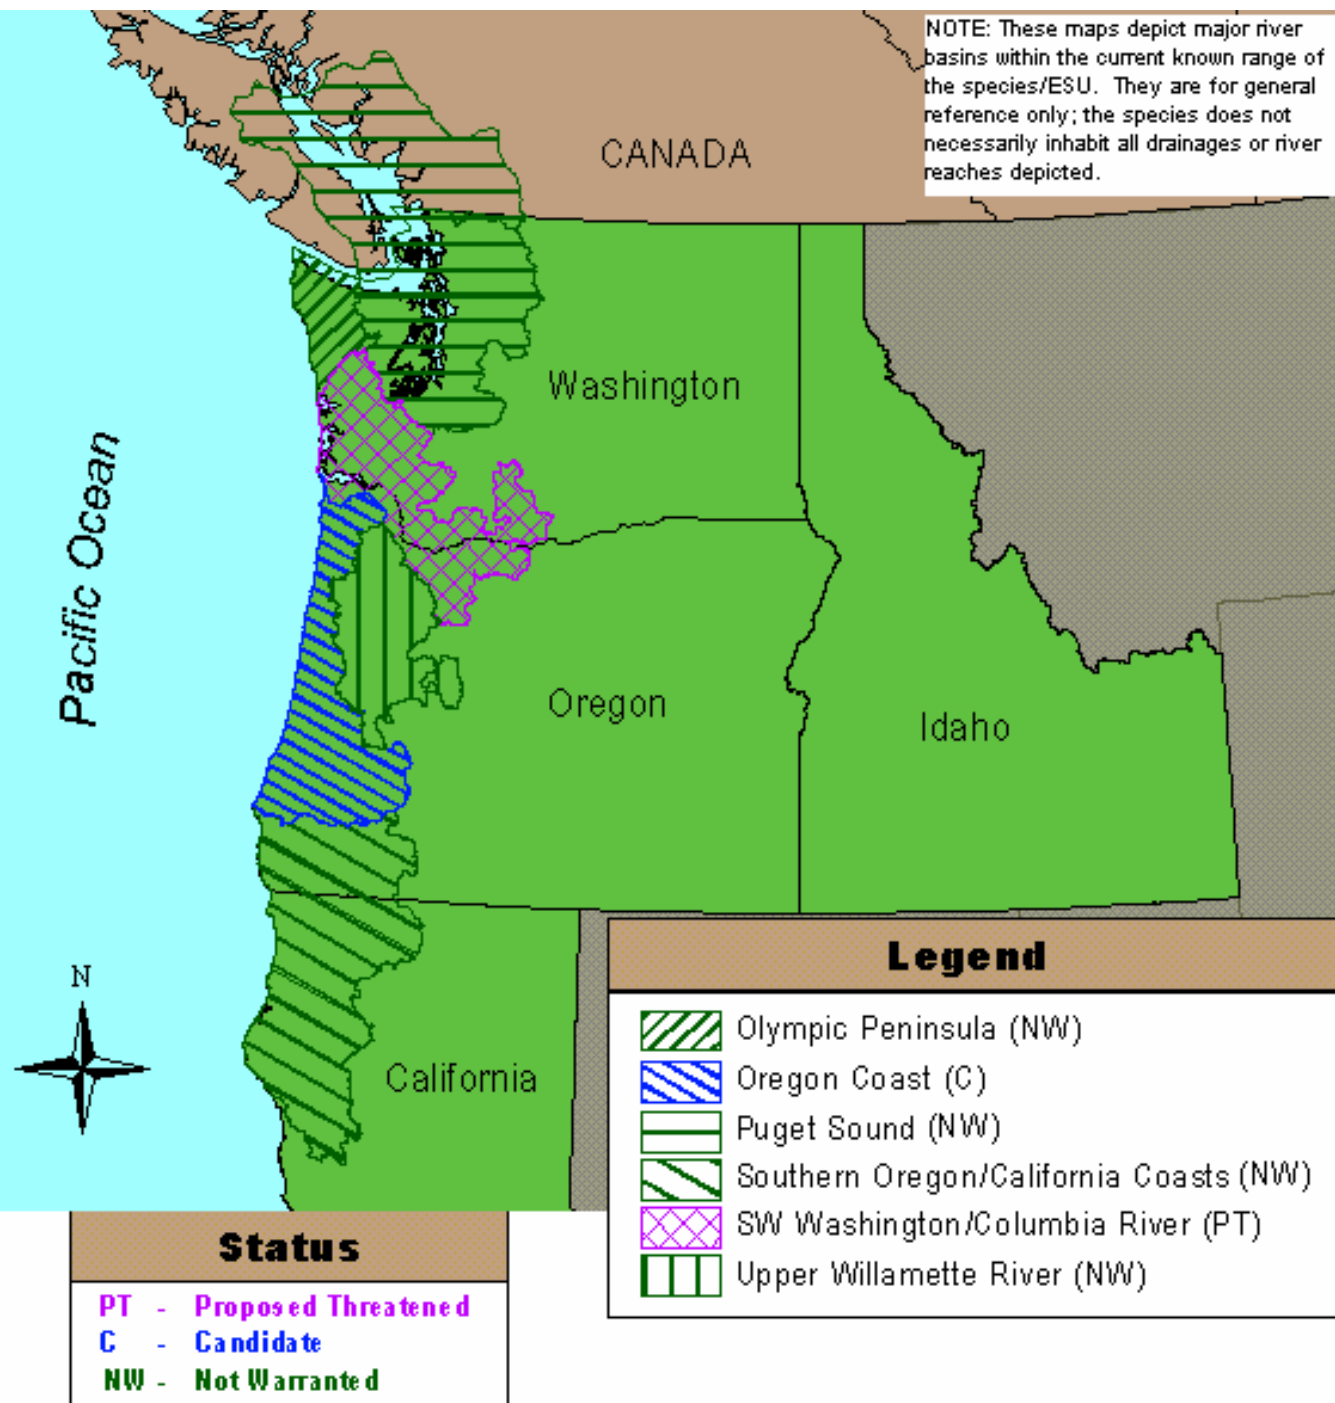 NOTE: These maps depict major river
basins within the current known range of
the species/ESU. They are for general
reference only; the species does not
necessarily inhabit all drainages or river
reaches depicted.
CANADA
Washington
Pacific Ocean
Oregon
Idaho
California
N
Legend
Olympic Peninsula (NW)
Oregon Coast (C)
Puget Sound (NW)
Southern Oregon/California Coasts (NW)
SW Washington/Columbia River (PT)
Upper Willamette River (NW)
Status
PT - Proposed Threatened
C - Candidate
NW - Not Warranted